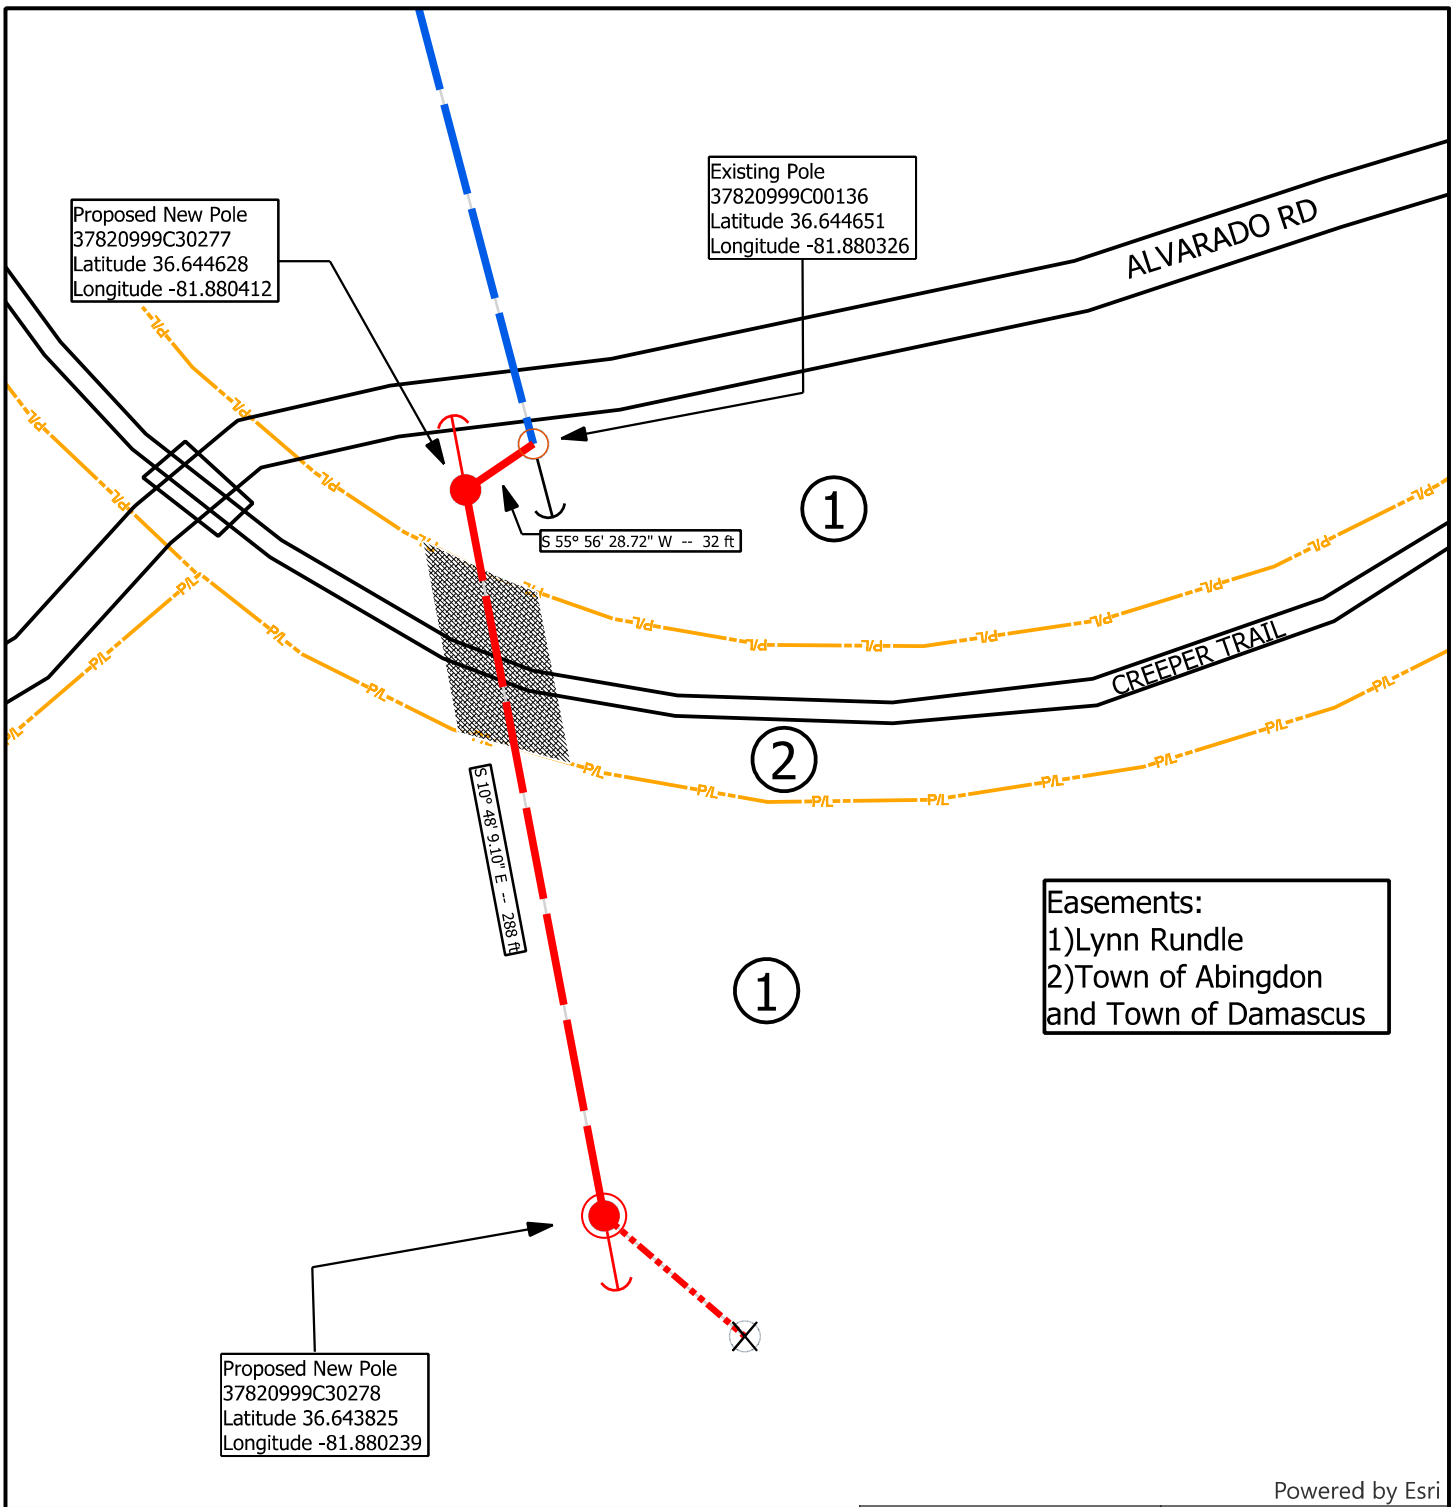 Existing Pole
37820999C00136
Latitude 36.644651
Longitude -81.880326
Proposed New Pole
37820999C30277
Latitude 36.644628
Longitude -81.880412
ALVARADO RD
P/L
P/L
P/L
P/L
P/L
P/L
P/L
P/L
P/L
P/L
P/L
P/L
P/L
1
S 55° 56' 28.72" W -- 32 ft
P/L
P/L
P/L
P/L
CREEPER TRAIL
P/L
P/L
P/L
P/L
P/L
P/L
P/L
P/L
2
S 10° 48' 9.10" E -- 288 ft
Easements:
1)Lynn Rundle
2)Town of Abingdon
and Town of Damascus
1
Proposed New Pole
37820999C30278
Latitude 36.643825
Longitude -81.880239
Powered by Esri